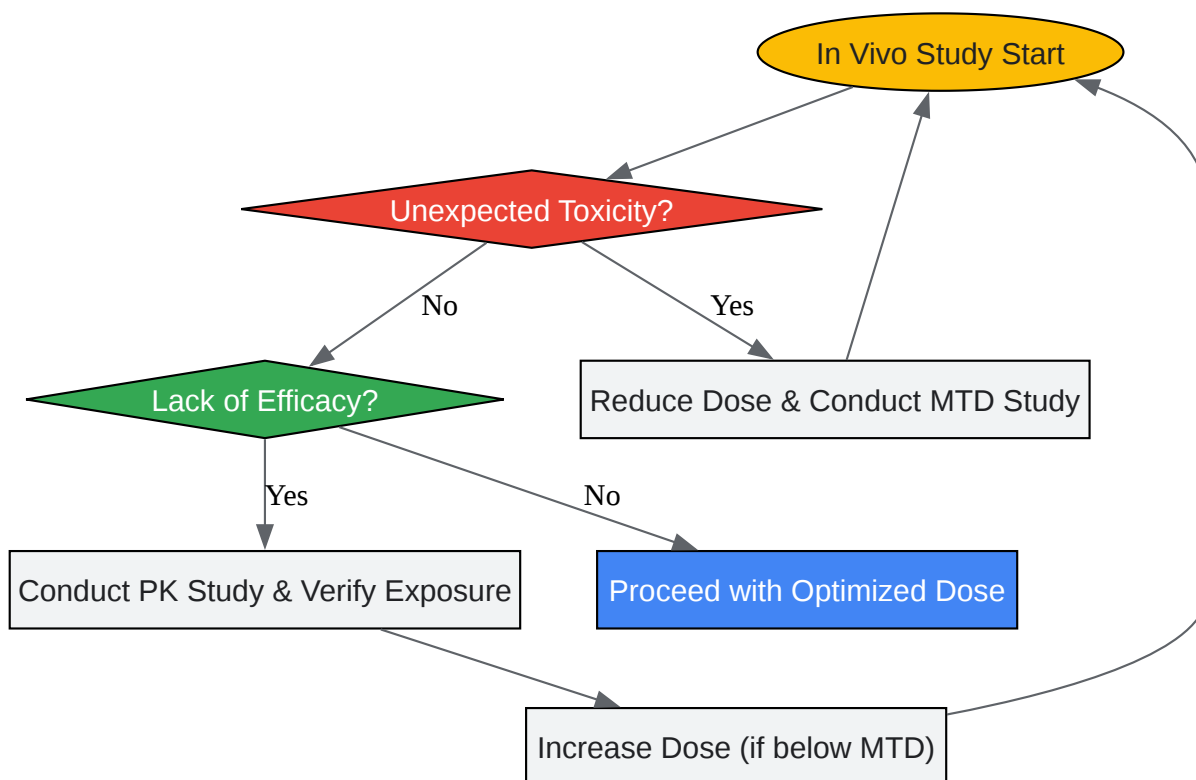 In Vivo Study Start
Unexpected Toxicity?
No
Yes
Lack of Efficacy?
Reduce Dose & Conduct MTD Study
Yes
No
Conduct PK Study & Verify Exposure
Proceed with Optimized Dose
Increase Dose (if below MTD)